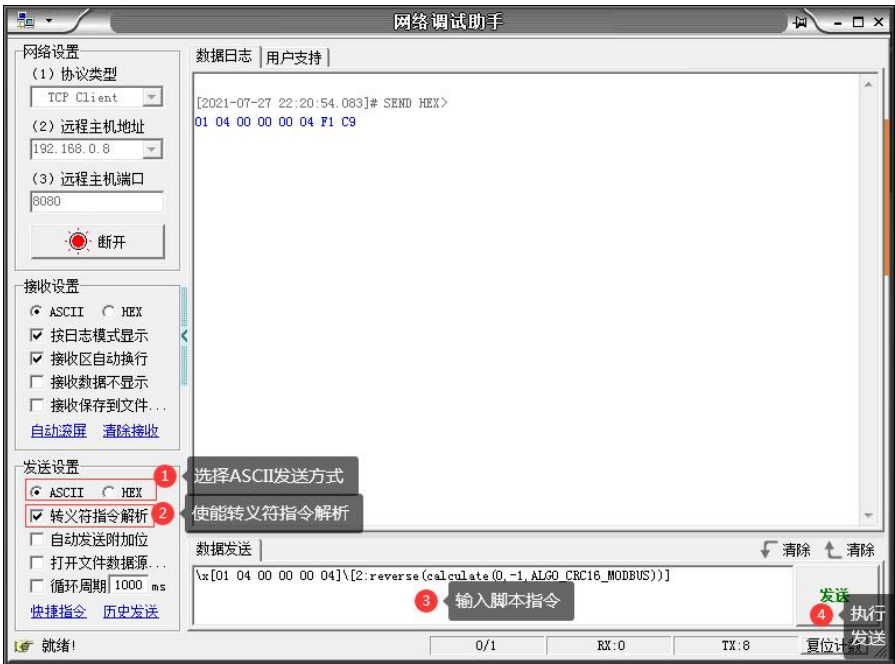 网络调试助手
网络设置
(1) 协议类型
TCP Client
(2) 远程主机地址
192.168.0.8
(3) 远程主机端口
8080
断开
接收设置
ASCII HEX
按日志模式显示
接收区自动换行
接收数据不显示
接收保存到文件...
自动滚屏 清除接收
发送设置
ASCII HEX
转义符指令解析
自动发送附加位
打开文件数据源...
循环周期 1000 ms
快捷指令 历史发送
数据日志 用户支持
[2021-07-27 22:20:54.083]# SEND HEX>
01 04 00 00 00 04 F1 C9
1 选择ASCII发送方式
2 使能转义符指令解析
数据发送 清除 清除
\x[01 04 00 00 00 04]\[2:reverse(calculate(0,-1,ALGO_CRC16_MODBUS))]
3 输入脚本指令
发送
4 执行
发送
就绪! 0/1 RX:0 TX:8 复位计数